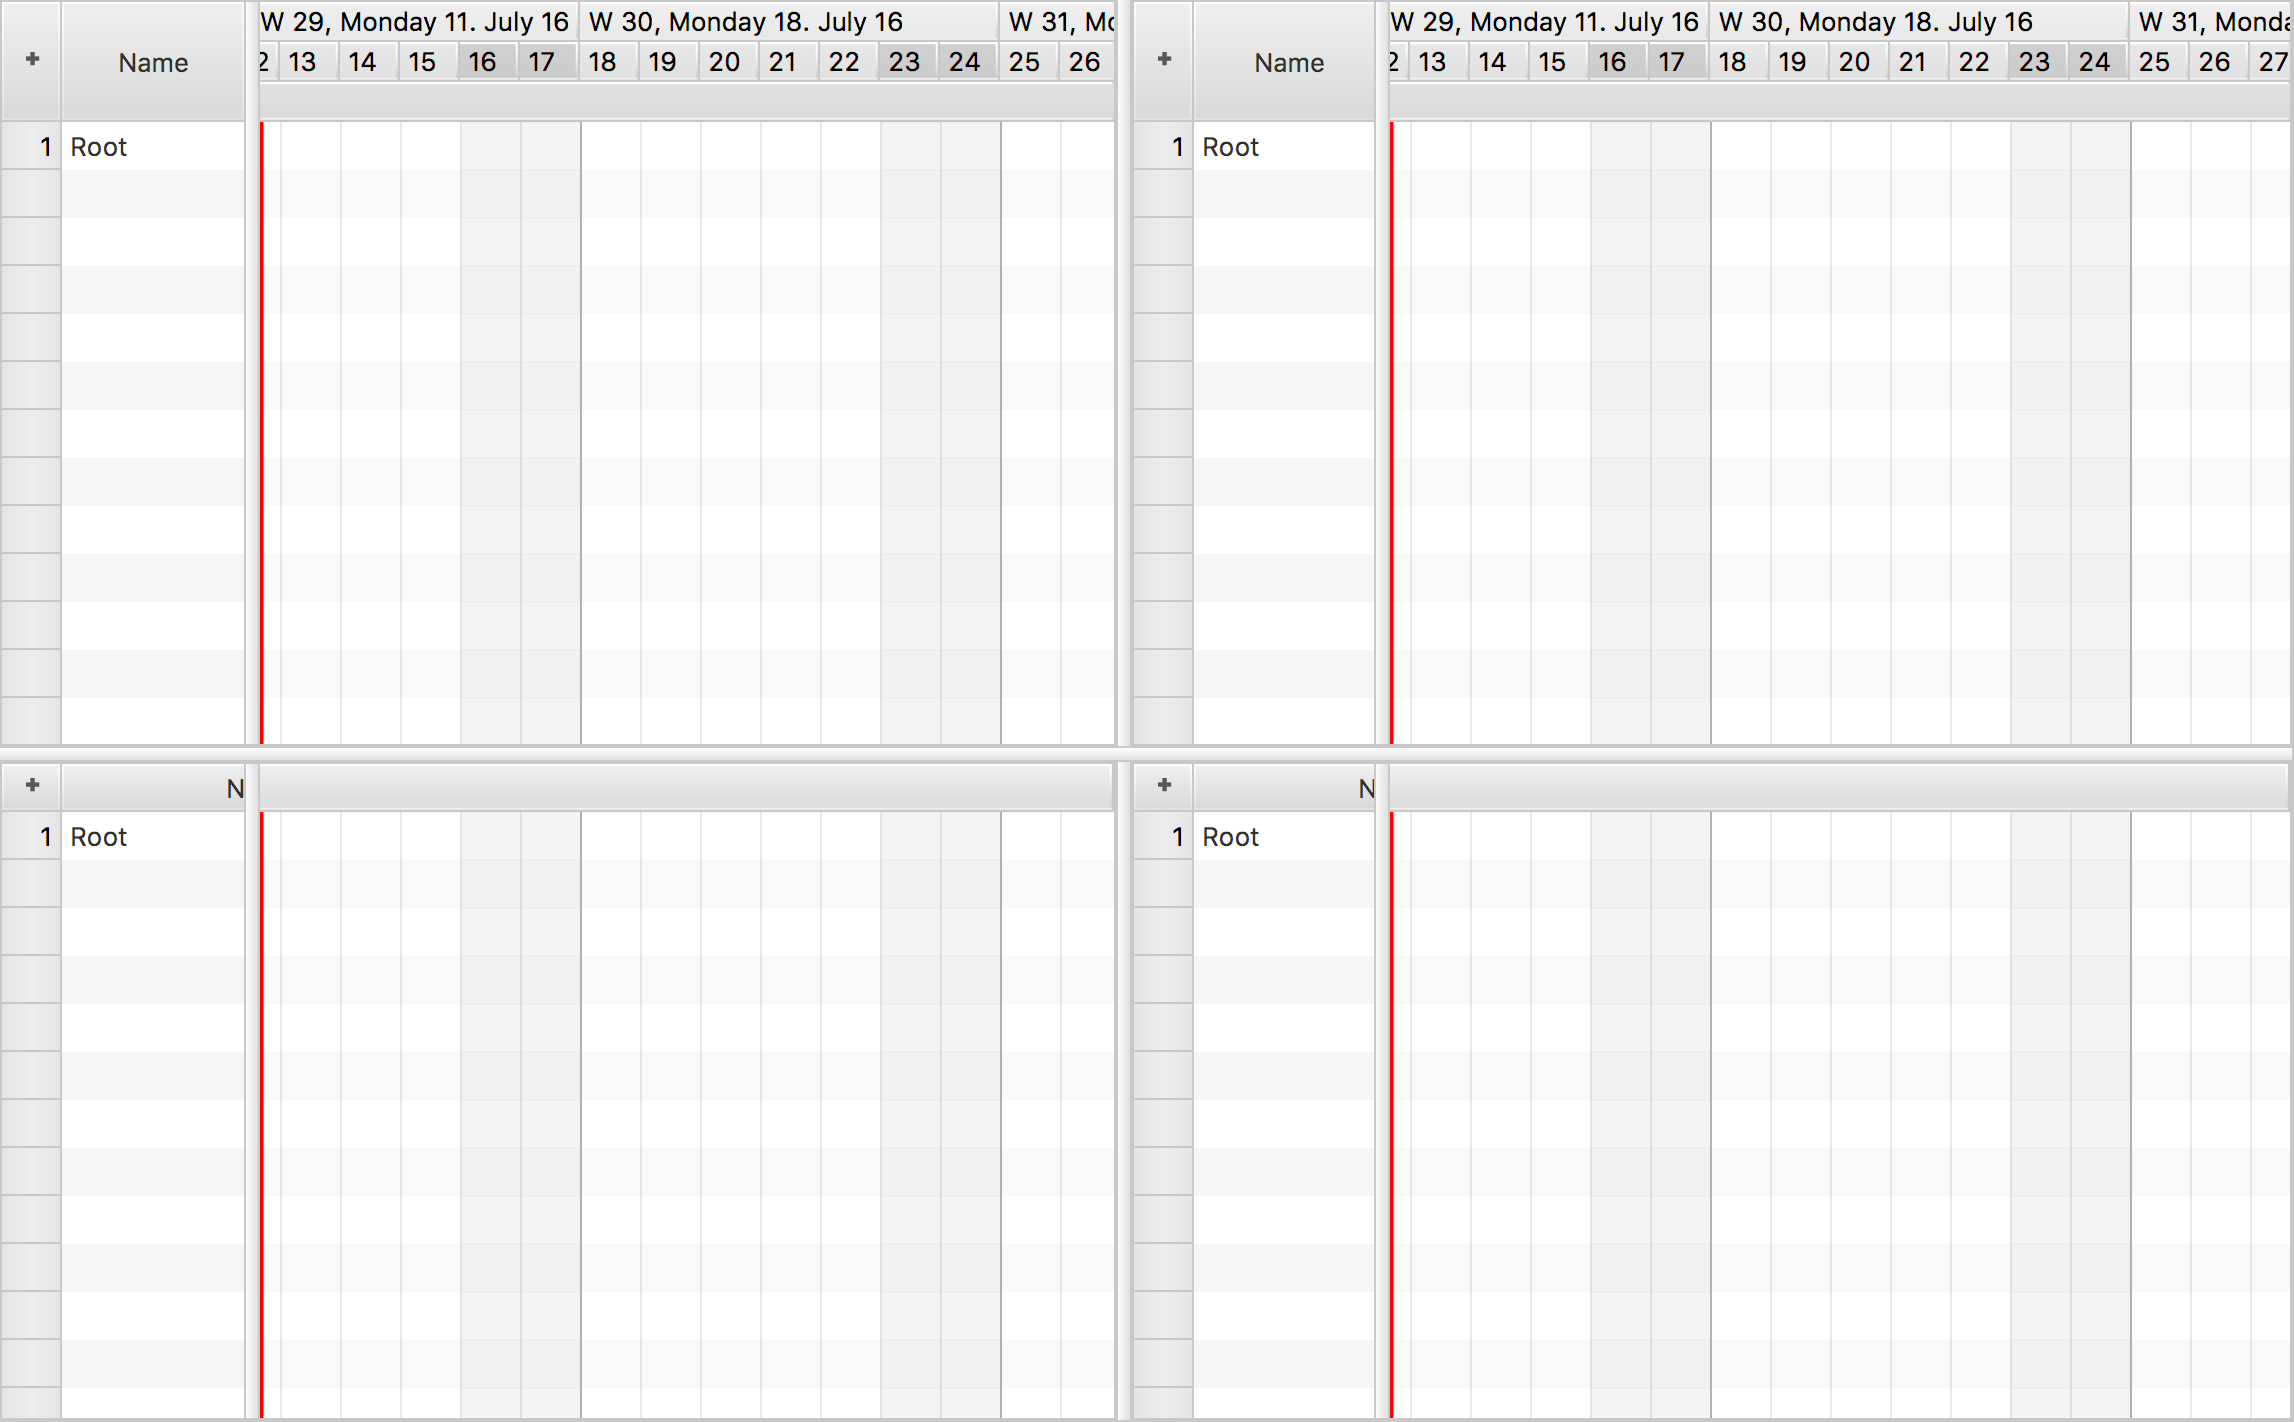 W 29, Monday 11. July 16 W 30, Monday 18. July 16 W 31, Mo
+ Name 2 13 14 15 16 17 18 19 20 21 22 23 24 25 26
1 Root
W 29, Monday 11. July 16 W 30, Monday 18. July 16 W 31, Monda
+ Name 2 13 14 15 16 17 18 19 20 21 22 23 24 25 26 27
1 Root
+ N
1 Root
+ N
1 Root